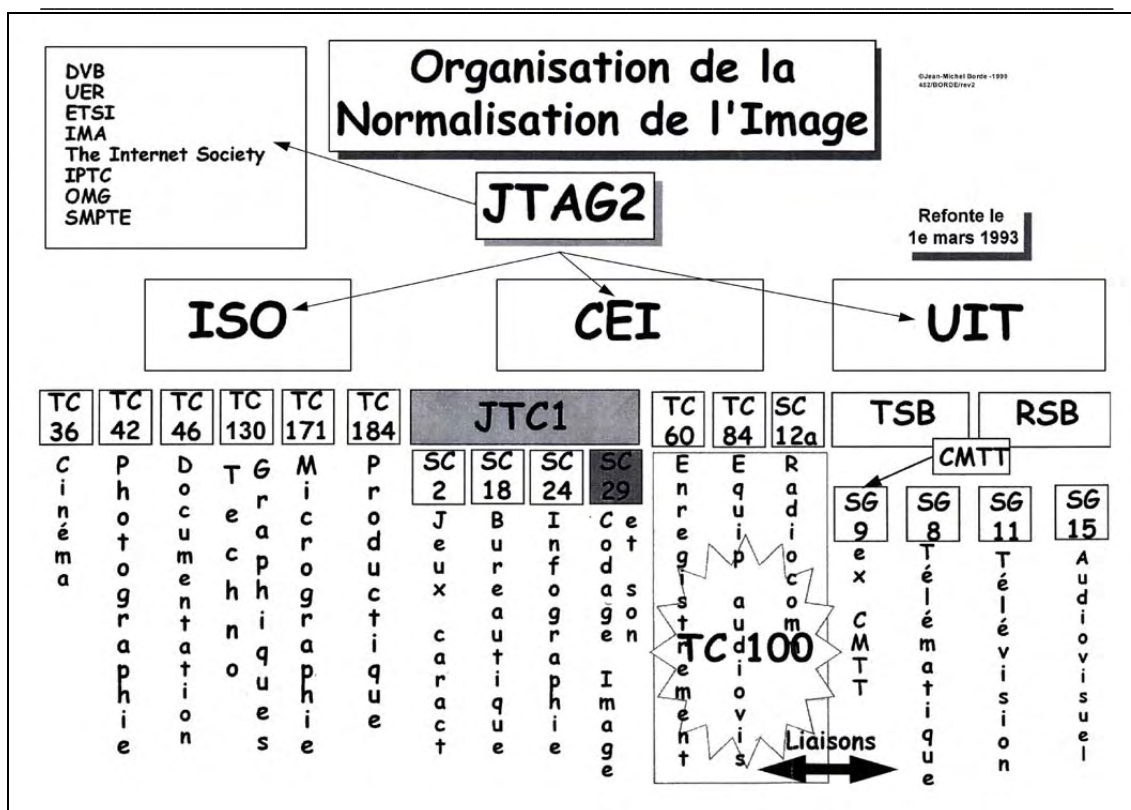 DVB
UER
ETSI
IMA
The Internet Society
IPTC
OMG
SMPTE
Organisation de la
Normalisation de l'Image
©Jean-Michel Borde -1999
452/BORDE/rev2
JTAG2
Refonte le
1e mars 1993
ISO
CEI
UIT
TC
36
TC
42
TC
46
TC
130
TC
171
TC
184
JTC1
TC
60
TC
84
SC
12a
TSB
RSB
CMTT
SC
2
SC
18
SC
24
SC
29
SG
9
SG
8
SG
11
SG
15
Cinéma
Photographie
Documentation
Techno
Graphiques
Micrographie
Productique
Jeux caract
Bureautique
Infographie
Codage Image
et son
Enregistrement
Equip audiovis
Radiocom
ex CMTT
Télématique
Télévision
Audiovisuel
TC 100
Liaisons